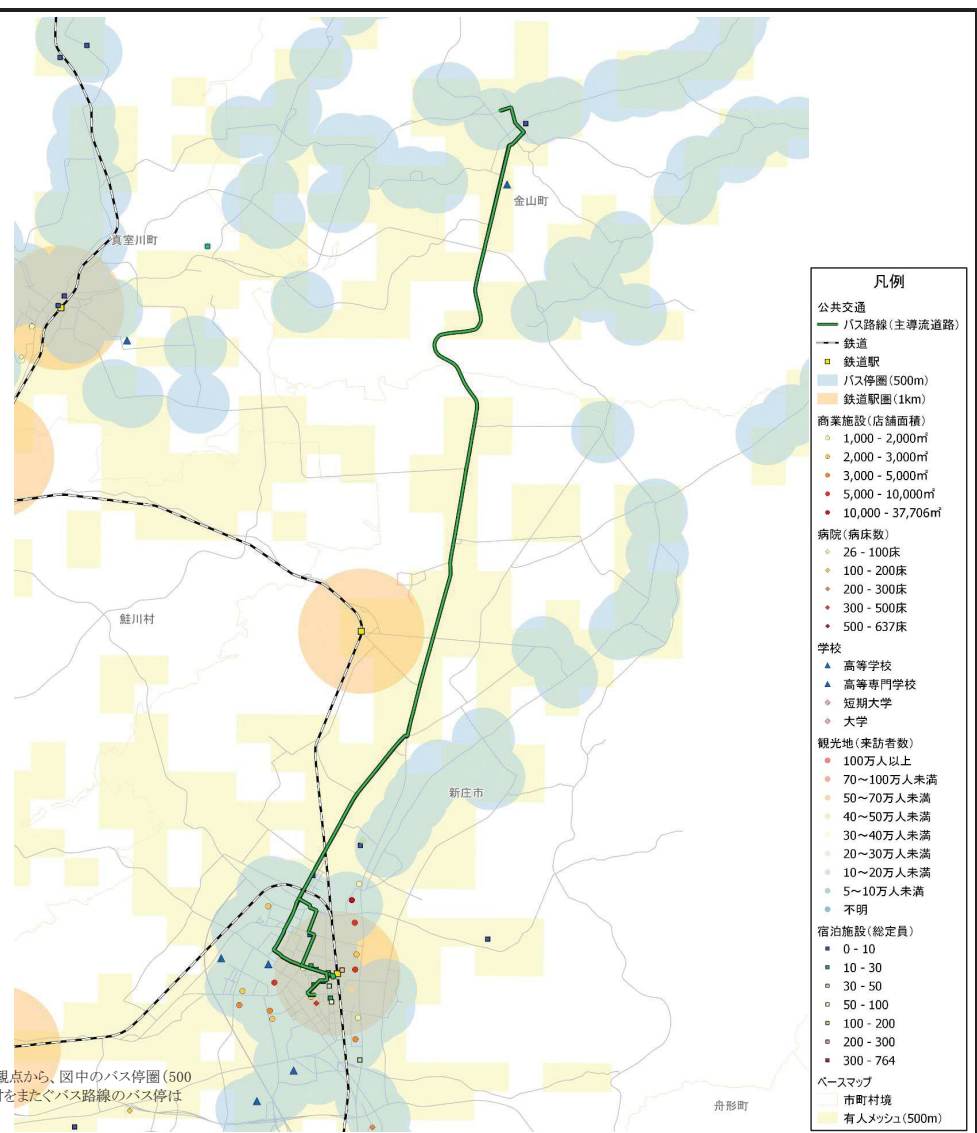 真室川町
金山町
鮭川村
新庄市
舟形町
観点から、図中のバス停圏(500
村をまたぐバス路線のバス停は
凡例
公共交通
バス路線(主導流道路)
鉄道
鉄道駅
バス停圏(500m)
鉄道駅圏(1km)
商業施設(店舗面積)
1,000 - 2,000㎡
2,000 - 3,000㎡
3,000 - 5,000㎡
5,000 - 10,000㎡
10,000 - 37,706㎡
病院(病床数)
26 - 100床
100 - 200床
200 - 300床
300 - 500床
500 - 637床
学校
高等学校
高等専門学校
短期大学
大学
観光地(来訪者数)
100万人以上
70～100万人未満
50～70万人未満
40～50万人未満
30～40万人未満
20～30万人未満
10～20万人未満
5～10万人未満
不明
宿泊施設(総定員)
0 - 10
10 - 30
30 - 50
50 - 100
100 - 200
200 - 300
300 - 764
ベースマップ
市町村境
有人メッシュ(500m)